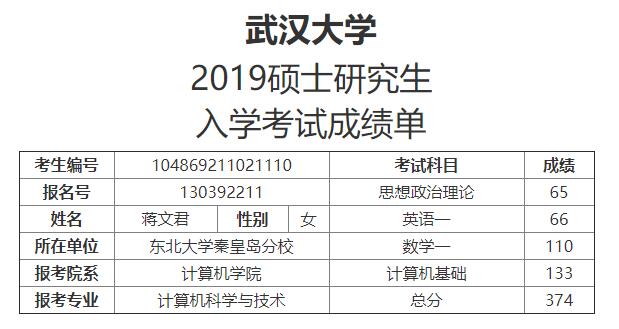 武汉大学
2019硕士研究生
入学考试成绩单
考生编号 104869211021110 考试科目 成绩
报名号 130392211 思想政治理论 65
姓名 蒋文君 性别 女 英语一 66
所在单位 东北大学秦皇岛分校 数学一 110
报考院系 计算机学院 计算机基础 133
报考专业 计算机科学与技术 总分 374